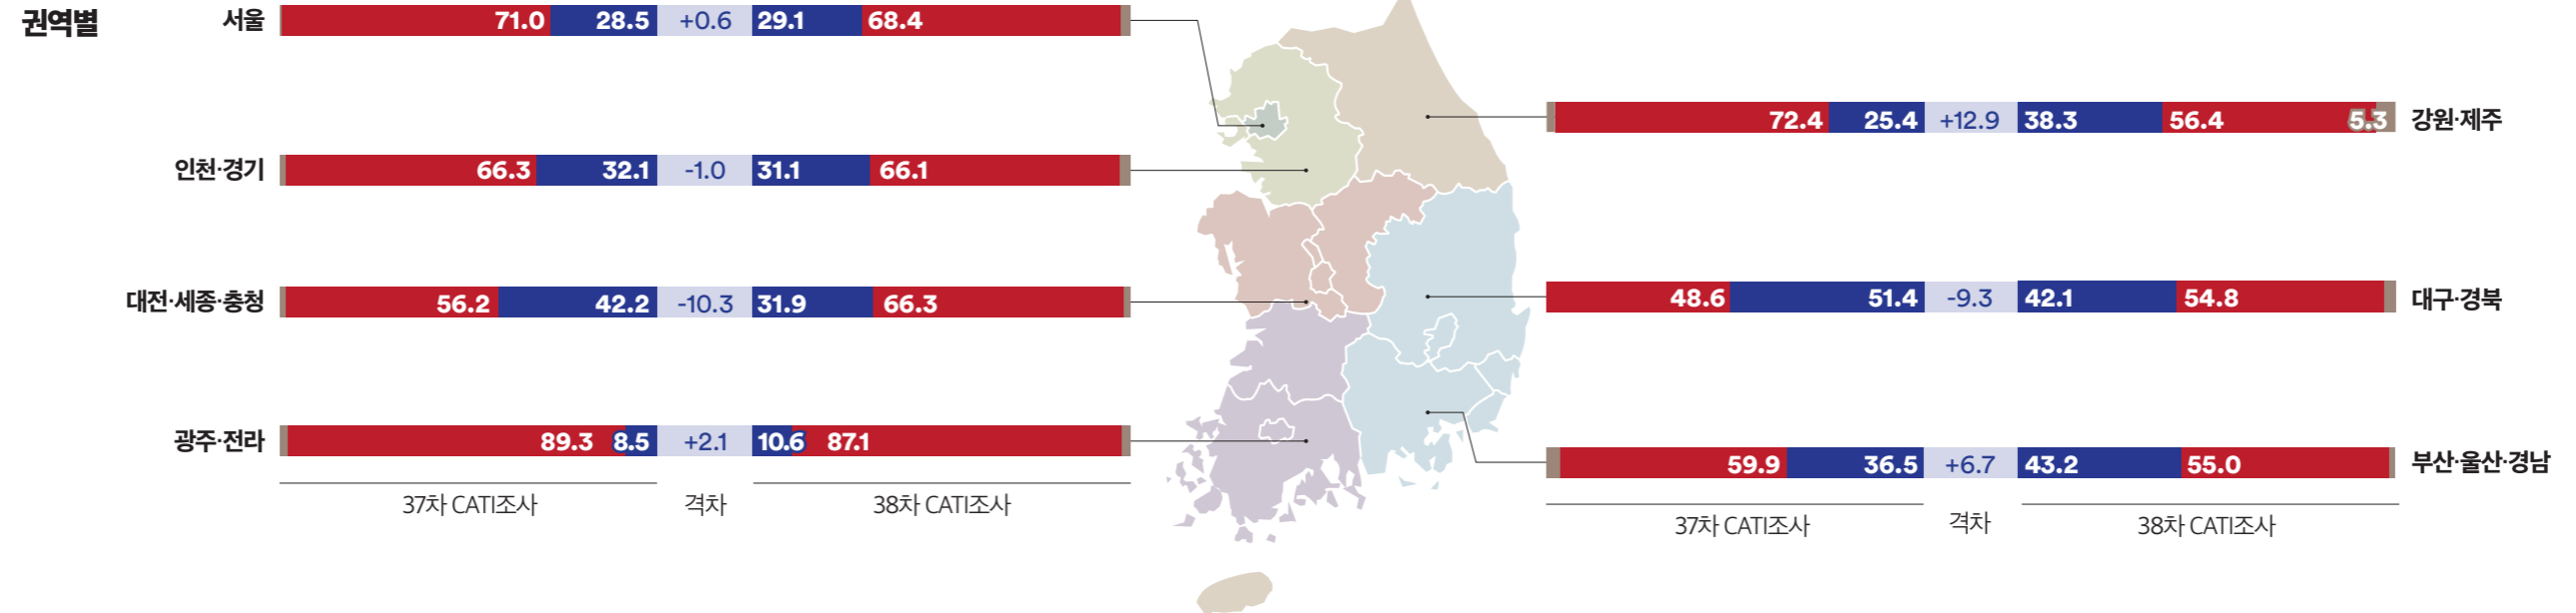 권역별
서울 71.0 28.5 +0.6 29.1 68.4
인천·경기 66.3 32.1 -1.0 31.1 66.1
대전·세종·충청 56.2 42.2 -10.3 31.9 66.3
광주·전라 89.3 8.5 +2.1 10.6 87.1
37차 CATI조사 격차 38차 CATI조사
72.4 25.4 +12.9 38.3 56.4 5.3 강원·제주
48.6 51.4 -9.3 42.1 54.8 대구·경북
59.9 36.5 +6.7 43.2 55.0 부산·울산·경남
37차 CATI조사 격차 38차 CATI조사